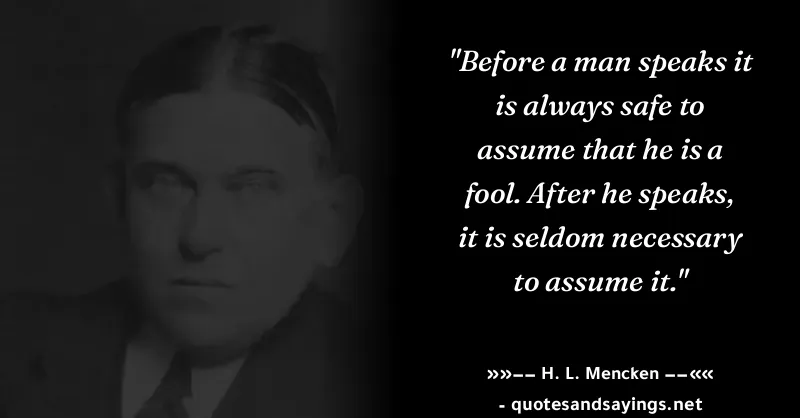 "Before a man speaks it
is always safe to
assume that he is a
fool. After he speaks,
it is seldom necessary
to assume it."
»»–– H. L. Mencken ––««
- quotesandsayings.net